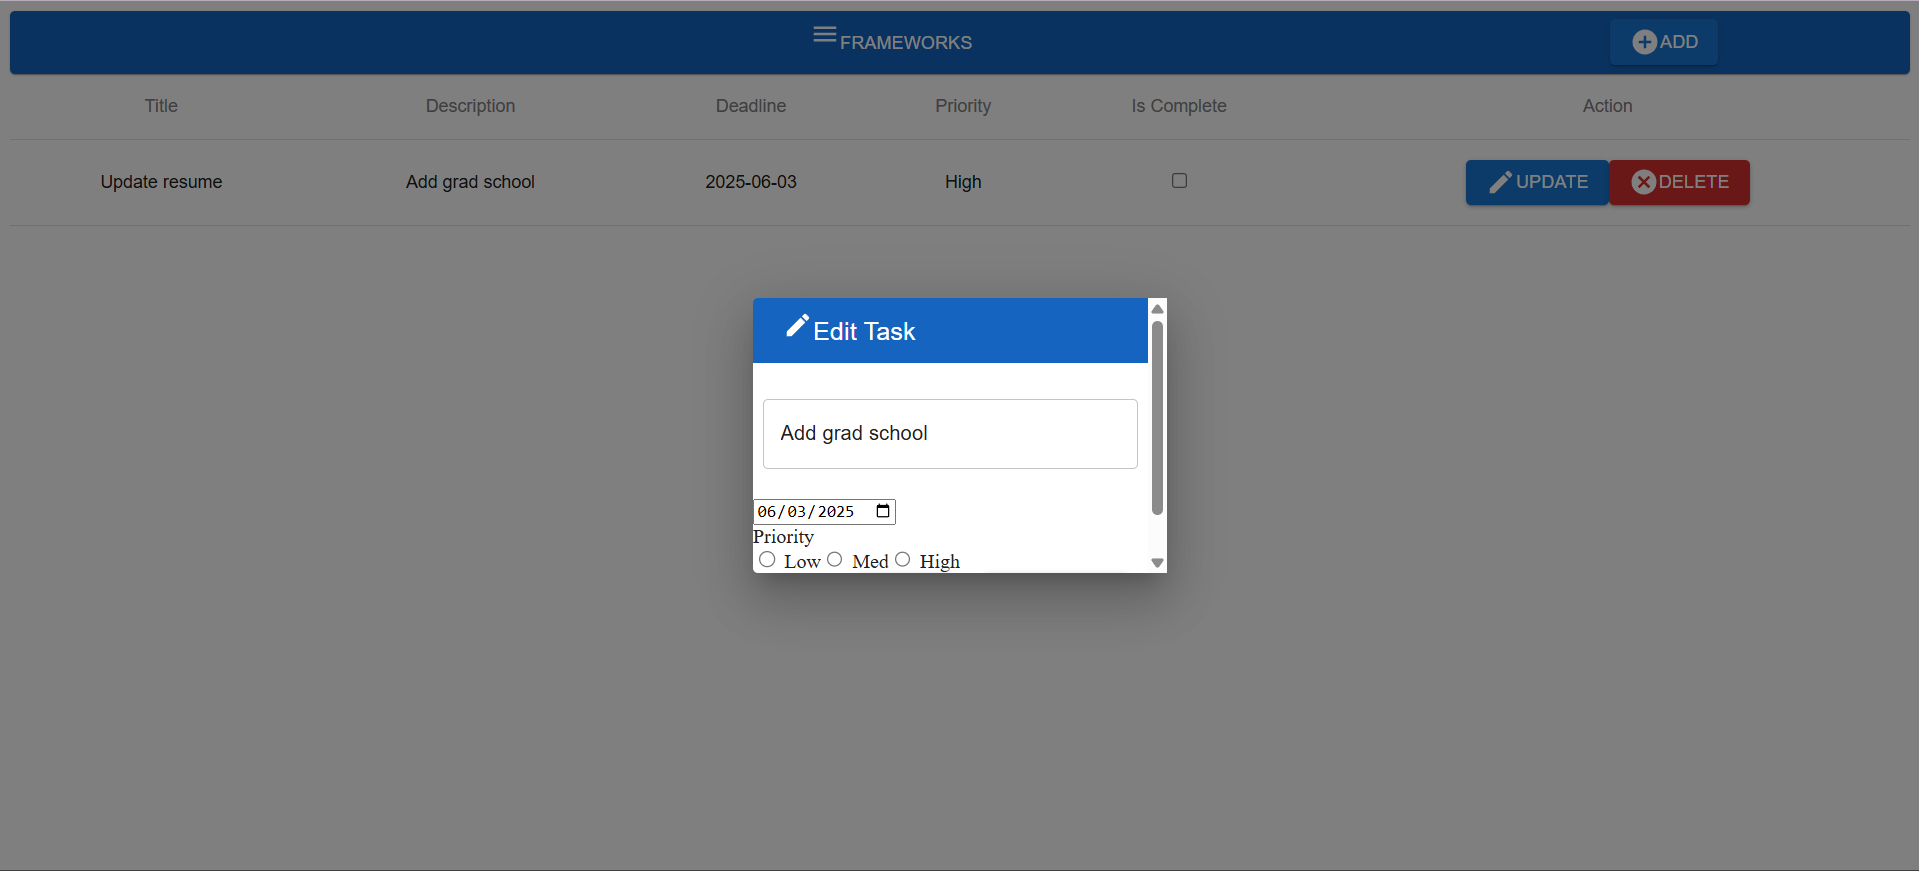 FRAMEWORKS ADD
Title Description Deadline Priority Is Complete Action
Update resume Add grad school 2025-06-03 High UPDATE DELETE
Edit Task
Add grad school
06/03/2025
Priority
Low Med High